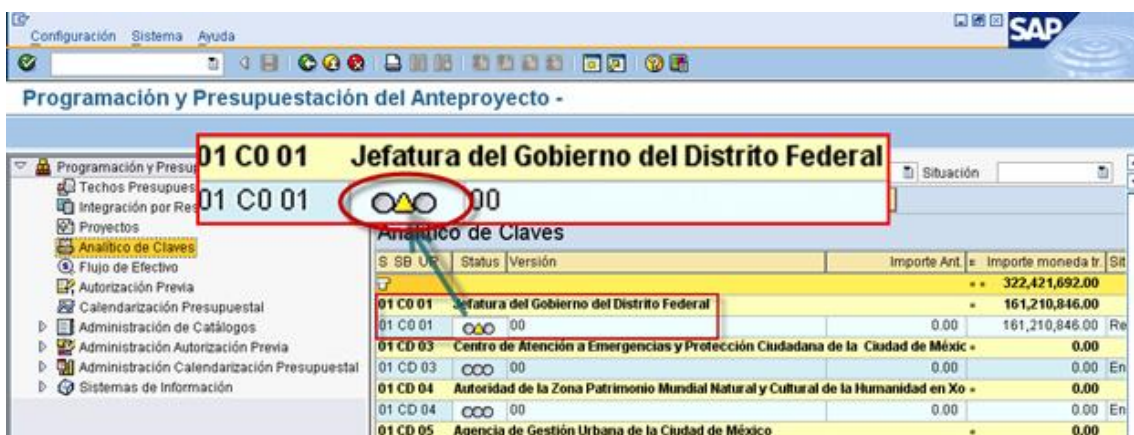 Configuración Sistema Ayuda
SAP
Programación y Presupuestación del Anteproyecto -
01 C0 01 Jefatura del Gobierno del Distrito Federal
01 C0 01 00
Programación y Presup
Techos Presupues
Integración por Res
Proyectos
Analítico de Claves
Flujo de Efectivo
Autorización Previa
Calendarización Presupuestal
Administración de Catálogos
Administración Autorización Previa
Administración Calendarización Presupuestal
Sistemas de Información
Situación
Analítico de Claves
S SB UR Status Versión Importe Ant. Importe moneda tr. Sit
322,421,692.00
01 C0 01 Jefatura del Gobierno del Distrito Federal 161,210,846.00
01 C0 01 00 0.00 161,210,846.00 Re
01 CD 03 Centro de Atención a Emergencias y Protección Ciudadana de la Ciudad de Méxic 0.00
01 CD 03 00 0.00 0.00 En
01 CD 04 Autoridad de la Zona Patrimonio Mundial Natural y Cultural de la Humanidad en Xo 0.00
01 CD 04 00 0.00 0.00 En
01 CD 05 Agencia de Gestión Urbana de la Ciudad de México 0.00